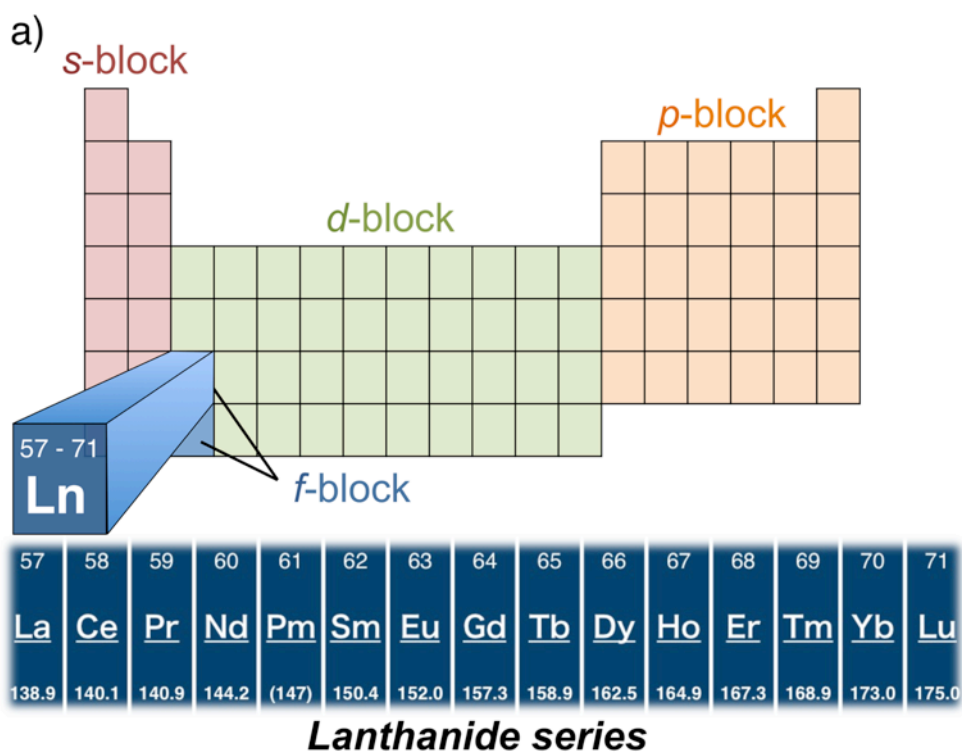 a)
s-block
p-block
d-block
57 - 71
Ln
f-block
57 58 59 60 61 62 63 64 65 66 67 68 69 70 71
La Ce Pr Nd Pm Sm Eu Gd Tb Dy Ho Er Tm Yb Lu
138.9 140.1 140.9 144.2 (147) 150.4 152.0 157.3 158.9 162.5 164.9 167.3 168.9 173.0 175.0
Lanthanide series